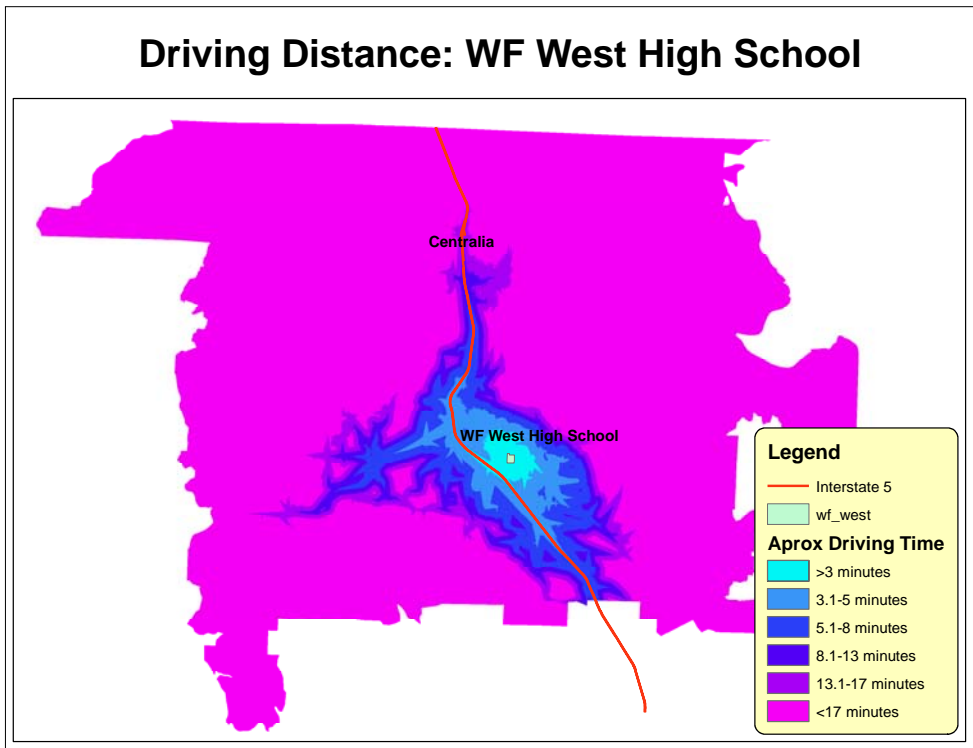 Driving Distance: WF West High School
Centralia
WF West High School
Legend
Interstate 5
wf_west
Aprox Driving Time
>3 minutes
3.1-5 minutes
5.1-8 minutes
8.1-13 minutes
13.1-17 minutes
<17 minutes